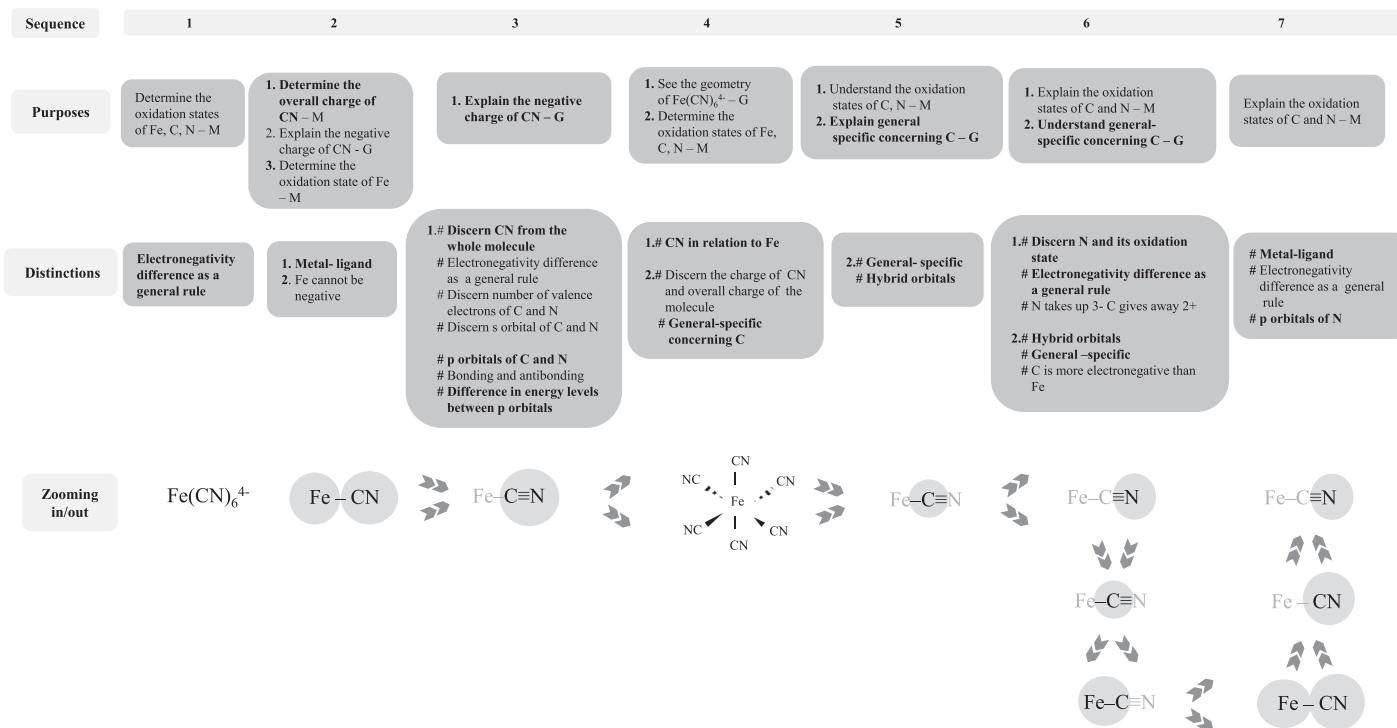 Sequence 1 2 3 4 5 6 7
Purposes
Determine the
oxidation states
of Fe, C, N – M
1. Determine the
overall charge of
CN – M
2. Explain the negative
charge of CN - G
3. Determine the
oxidation state of Fe
– M
1. Explain the negative
charge of CN – G
1. See the geometry
of Fe(CN)₆⁴⁻ – G
2. Determine the
oxidation states of Fe,
C, N – M
1. Understand the oxidation
states of C, N – M
2. Explain general
specific concerning C – G
1. Explain the oxidation
states of C and N – M
2. Understand general-
specific concerning C – G
Explain the oxidation
states of C and N – M
Distinctions
Electronegativity
difference as a
general rule
1. Metal- ligand
2. Fe cannot be
negative
1.# Discern CN from the
whole molecule
# Electronegativity difference
as a general rule
# Discern number of valence
electrons of C and N
# Discern s orbital of C and N
# p orbitals of C and N
# Bonding and antibonding
# Difference in energy levels
between p orbitals
1.# CN in relation to Fe
2.# Discern the charge of CN
and overall charge of the
molecule
# General-specific
concerning C
2.# General- specific
# Hybrid orbitals
1.# Discern N and its oxidation
state
# Electronegativity difference as
a general rule
# N takes up 3- C gives away 2+
2.# Hybrid orbitals
# General –specific
# C is more electronegative than
Fe
# Metal-ligand
# Electronegativity
difference as a general
rule
# p orbitals of N
Zooming
in/out
Fe(CN)₆⁴⁻
Fe – CN
Fe–C≡N
CN
NC CN
Fe
NC CN
CN
Fe–C≡N
Fe–C≡N
Fe–C≡N
Fe–C≡N
Fe–C≡N
Fe – CN
Fe – CN